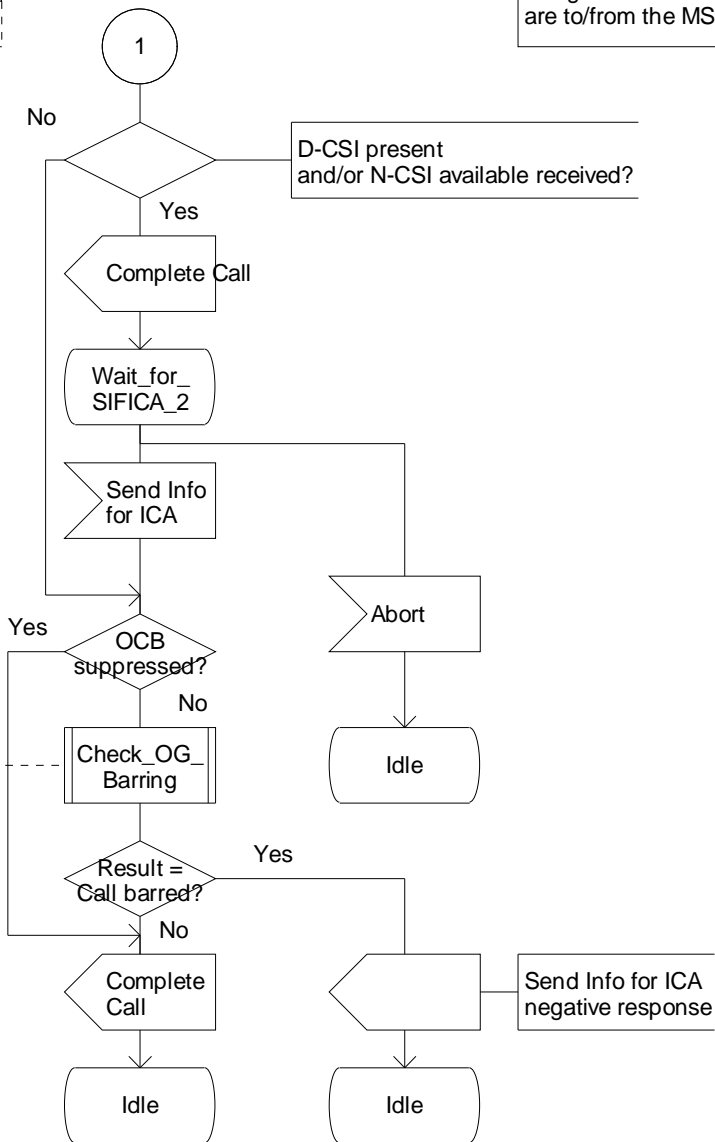 are to/from the MS
1
No
D-CSI present
and/or N-CSI available received?
Yes
Complete Call
Wait_for_
SIFICA_2
Send Info
for ICA
Abort
Yes
OCB
suppressed?
No
Check_OG_
Barring
Idle
Result =
Call barred?
Yes
No
Complete
Call
Send Info for ICA
negative response
Idle
Idle